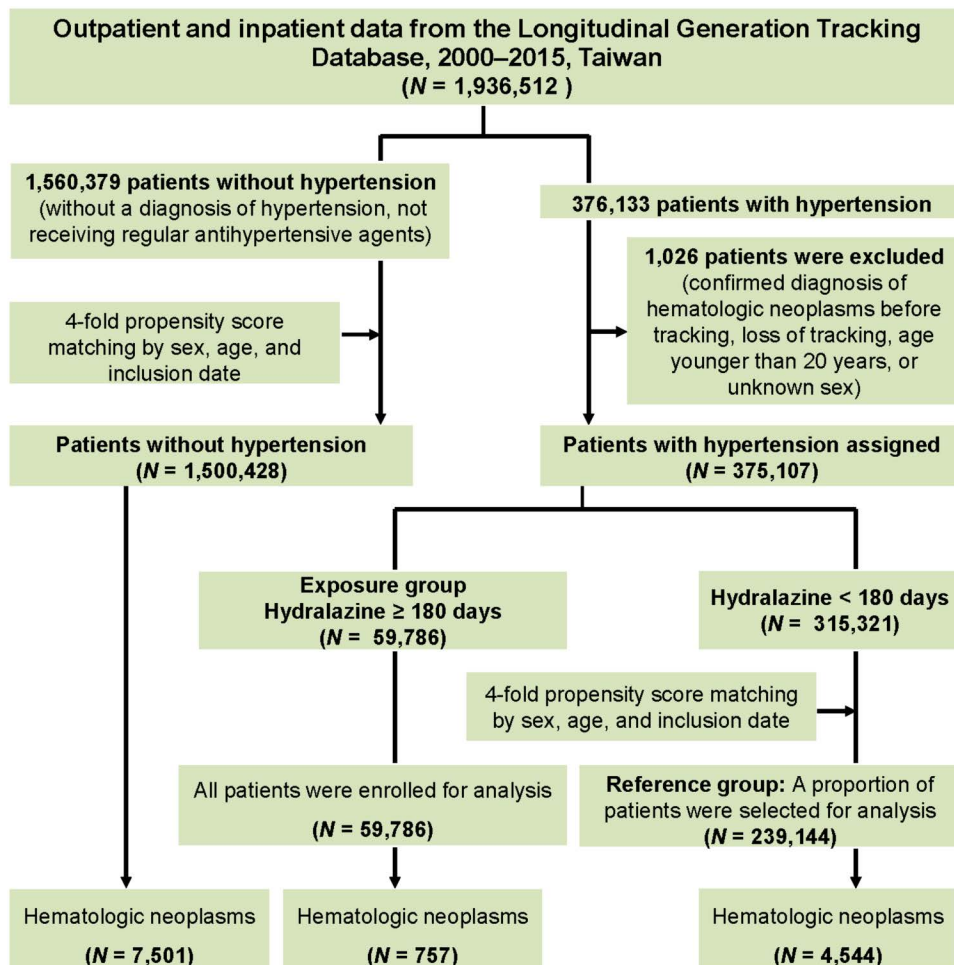 Outpatient and inpatient data from the Longitudinal Generation Tracking
Database, 2000–2015, Taiwan
(N = 1,936,512 )
1,560,379 patients without hypertension
(without a diagnosis of hypertension, not
receiving regular antihypertensive agents)
376,133 patients with hypertension
1,026 patients were excluded
(confirmed diagnosis of
hematologic neoplasms before
tracking, loss of tracking, age
younger than 20 years, or
unknown sex)
4-fold propensity score
matching by sex, age, and
inclusion date
Patients without hypertension
(N = 1,500,428)
Patients with hypertension assigned
(N = 375,107)
Exposure group
Hydralazine ≥ 180 days
(N = 59,786)
Hydralazine < 180 days
(N = 315,321)
4-fold propensity score matching
by sex, age, and inclusion date
All patients were enrolled for analysis
(N = 59,786)
Reference group: A proportion of
patients were selected for analysis
(N = 239,144)
Hematologic neoplasms
(N = 7,501)
Hematologic neoplasms
(N = 757)
Hematologic neoplasms
(N = 4,544)